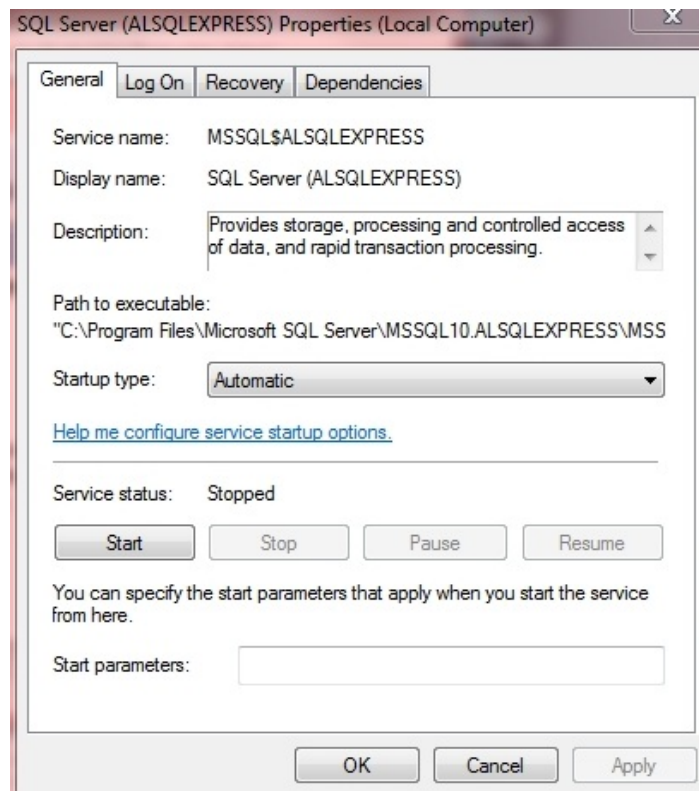 SQL Server (ALSQLEXPRESS) Properties (Local Computer)
General Log On Recovery Dependencies
Service name: MSSQL$ALSQLEXPRESS
Display name: SQL Server (ALSQLEXPRESS)
Description: Provides storage, processing and controlled access
of data, and rapid transaction processing.
Path to executable:
"C:\Program Files\Microsoft SQL Server\MSSQL10.ALSQLEXPRESS\MSS
Startup type: Automatic
Help me configure service startup options.
Service status: Stopped
Start Stop Pause Resume
You can specify the start parameters that apply when you start the service
from here.
Start parameters:
OK Cancel Apply